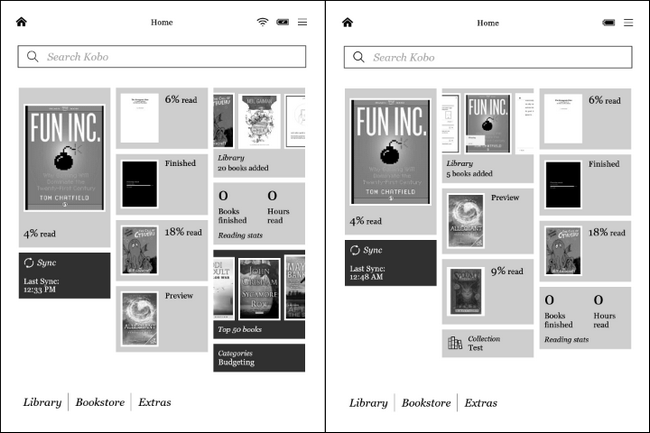 Home
Search Kobo
FUN INC.
TOM CHATFIELD
4% read
Sync
Last Sync:
12:33 PM
6% read
Finished
18% read
ALLEGIANT
Preview
Library
20 books added
0
Books
finished
0
Hours
read
Reading stats
Top 50 books
Categories
Budgeting
Library
Bookstore
Extras
Home
Search Kobo
FUN INC.
TOM CHATFIELD
4% read
Sync
Last Sync:
12:48 AM
FUN INC.
Library
5 books added
ALLEGIANT
Preview
9% read
Collection
Test
6% read
Finished
18% read
0
Books
finished
0
Hours
read
Reading stats
Library
Bookstore
Extras